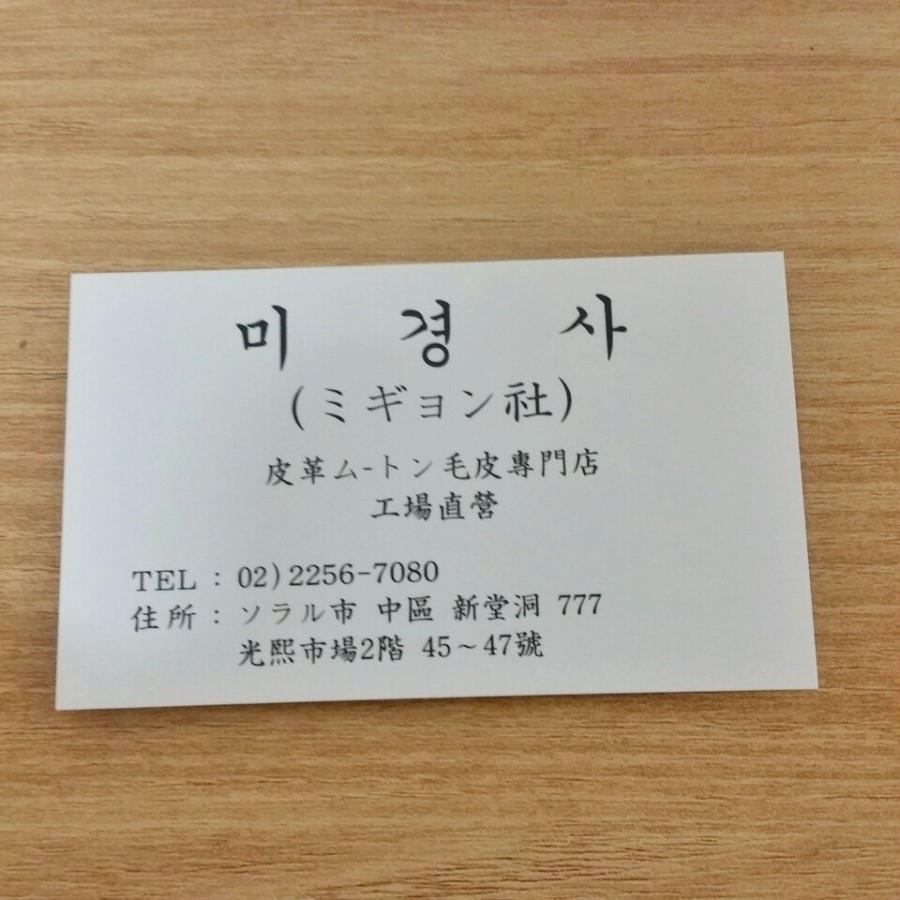 미 경 사
(ミギョン社)
皮革ム-トン毛皮專門店
工場直營
TEL : 02)2256-7080
住所 : ソラル市 中區 新堂洞 777
光熙市場2階 45~47號